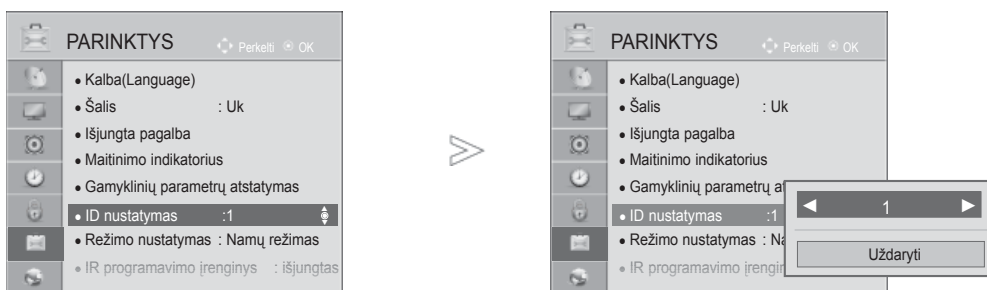 PARINKTYS Perkelti OK
• Kalba(Language)
• Šalis : Uk
• Išjungta pagalba
• Maitinimo indikatorius
• Gamyklinių parametrų atstatymas
• ID nustatymas :1
• Režimo nustatymas : Namų režimas
• IR programavimo įrenginys : išjungtas
PARINKTYS Perkelti OK
• Kalba(Language)
• Šalis : Uk
• Išjungta pagalba
• Maitinimo indikatorius
• Gamyklinių parametrų at
• ID nustatymas :1
• Režimo nustatymas : Na
• IR programavimo įrengin
◀ 1 ▶
Uždaryti